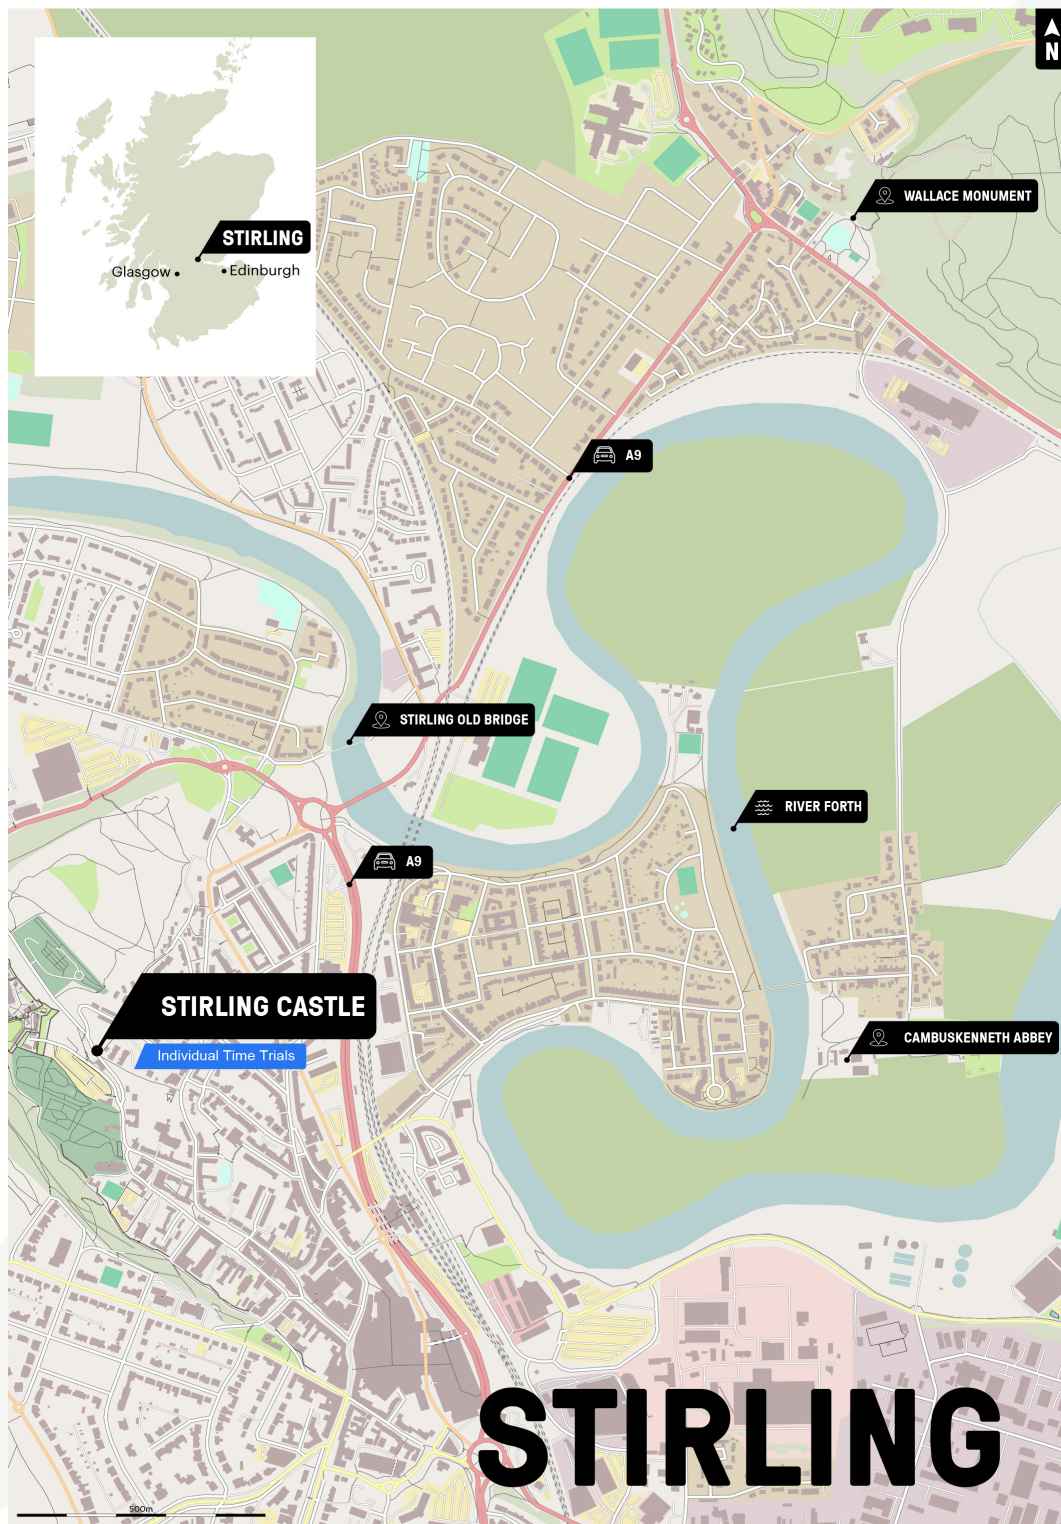 N
WALLACE MONUMENT
STIRLING
Glasgow
Edinburgh
A9
STIRLING OLD BRIDGE
RIVER FORTH
A9
STIRLING CASTLE
Individual Time Trials
CAMBUSKENNETH ABBEY
STIRLING
500m